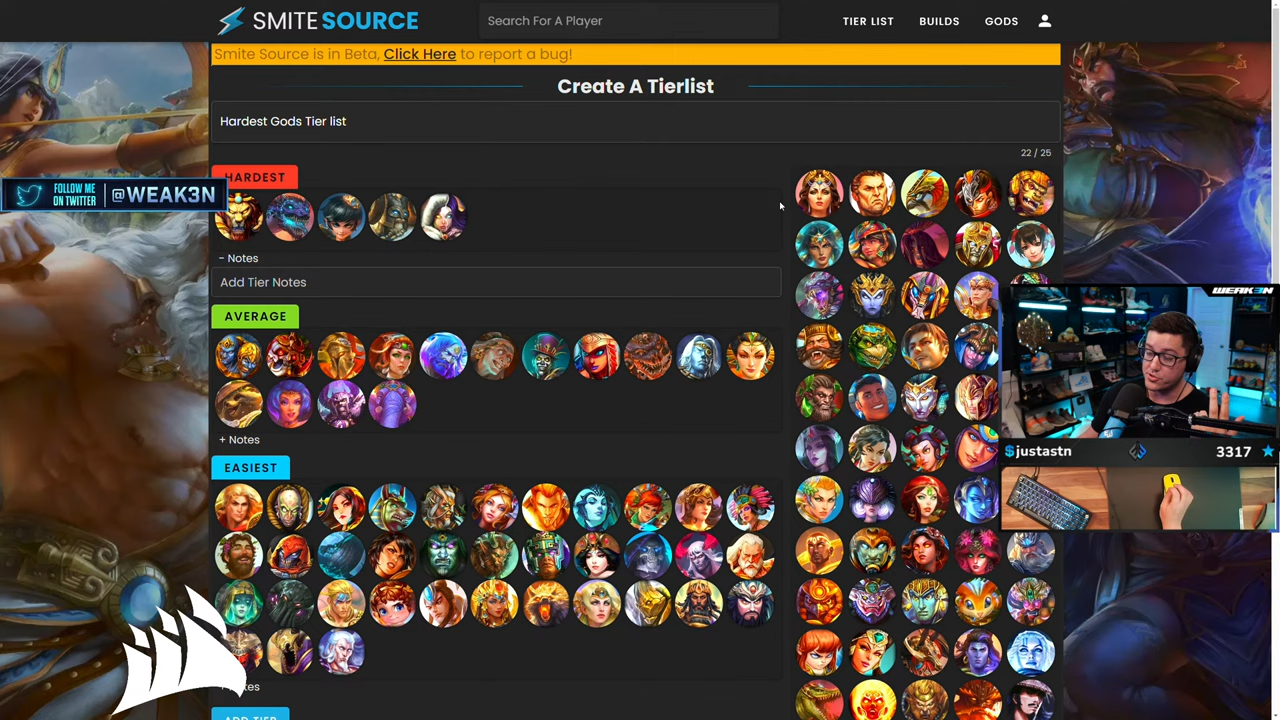 SMITE SOURCE
Search For A Player
TIER LIST BUILDS GODS
Smite Source is in Beta, Click Here to report a bug!
Create A Tierlist
Hardest Gods Tier list
22 / 25
HARDEST
FOLLOW ME
ON TWITTER
@WEAK3N
- Notes
Add Tier Notes
WEAK3N
AVERAGE
+ Notes
$justastn 3317
EASIEST
ADD TIER